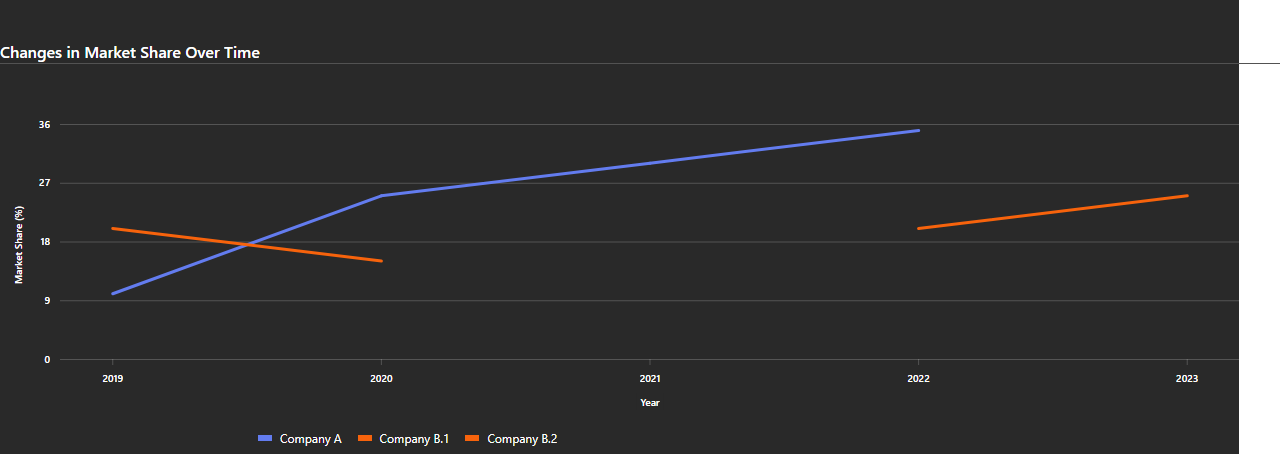 Changes in Market Share Over Time
36
27
18
9
0
Market Share (%)
2019 2020 2021 2022 2023
Year
Company A Company B.1 Company B.2